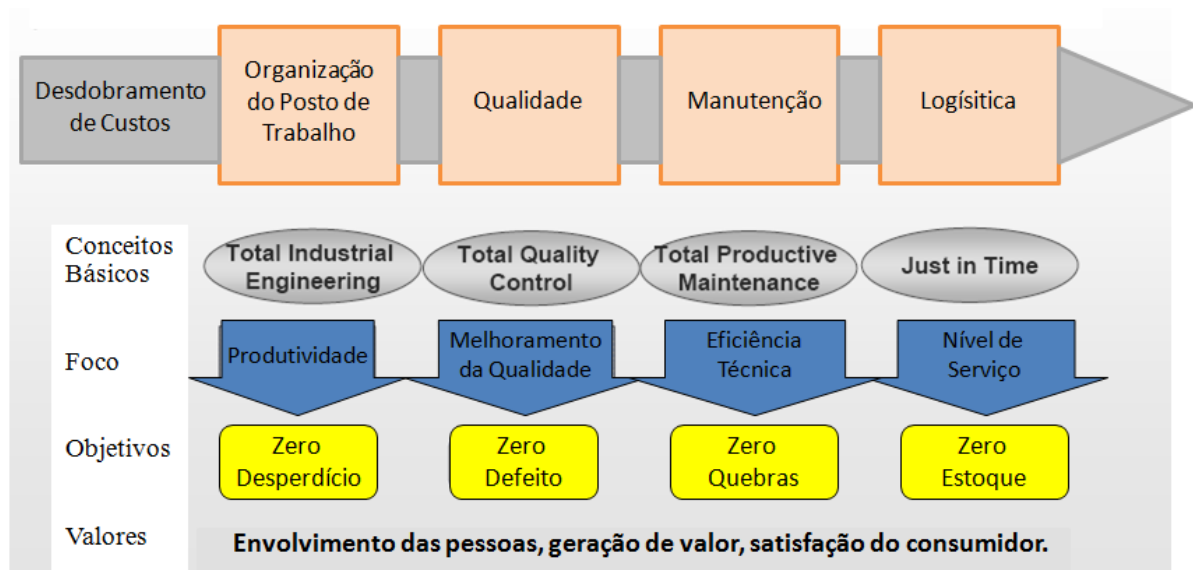 Desdobramento
de Custos
Organização
do Posto de
Trabalho
Qualidade
Manutenção
Logísitica
Conceitos
Básicos
Total Industrial
Engineering
Total Quality
Control
Total Productive
Maintenance
Just in Time
Foco
Produtividade
Melhoramento
da Qualidade
Eficiência
Técnica
Nível de
Serviço
Objetivos
Zero
Desperdício
Zero
Defeito
Zero
Quebras
Zero
Estoque
Valores
Envolvimento das pessoas, geração de valor, satisfação do consumidor.